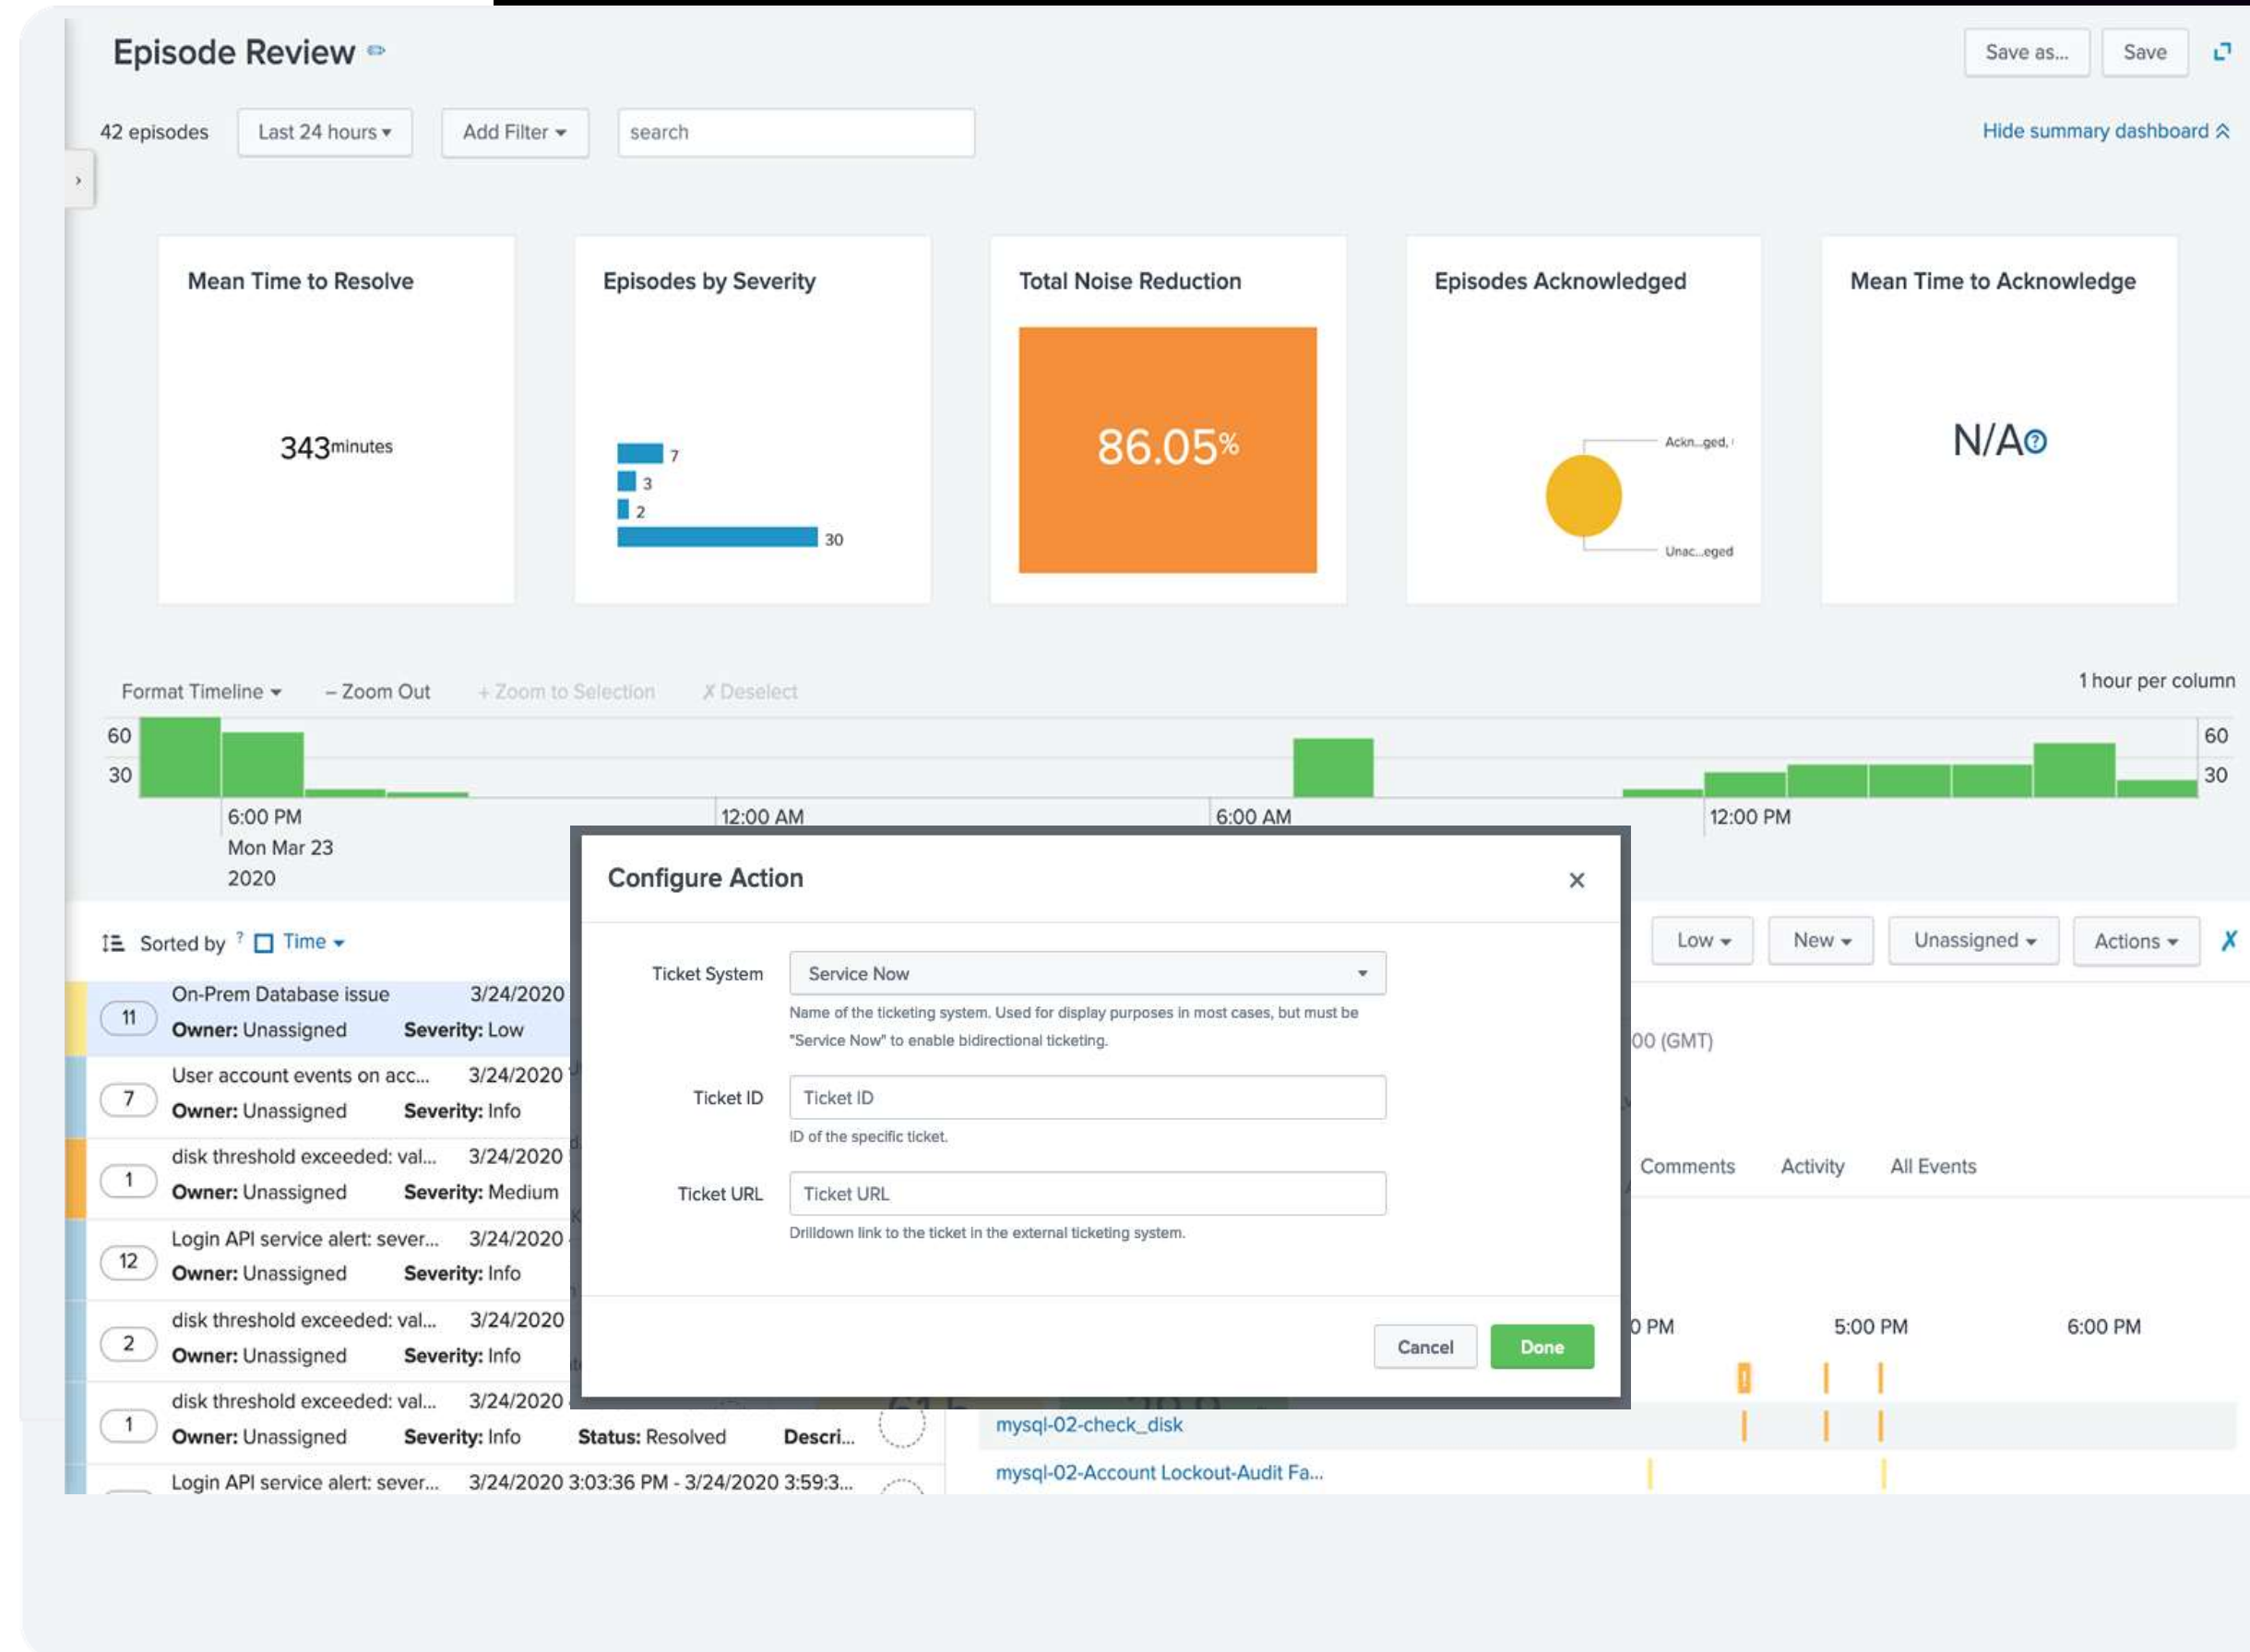 Episode Review
Save as...
Save
42 episodes
Last 24 hours
Add Filter
search
Hide summary dashboard
Mean Time to Resolve
343 minutes
Episodes by Severity
7
3
2
30
Total Noise Reduction
86.05%
Episodes Acknowledged
Ackn...ged,
Unac...eged
Mean Time to Acknowledge
N/A
?
Format Timeline
– Zoom Out
+ Zoom to Selection
✗ Deselect
1 hour per column
60
30
60
30
6:00 PM
Mon Mar 23
2020
12:00 AM
6:00 AM
12:00 PM
Sorted by ? Time
Low
New
Unassigned
Actions
11
On-Prem Database issue 3/24/2020
Owner: Unassigned Severity: Low
7
User account events on acc... 3/24/2020
Owner: Unassigned Severity: Info
1
disk threshold exceeded: val... 3/24/2020
Owner: Unassigned Severity: Medium
12
Login API service alert: sever... 3/24/2020
Owner: Unassigned Severity: Info
2
disk threshold exceeded: val... 3/24/2020
Owner: Unassigned Severity: Info
1
disk threshold exceeded: val... 3/24/2020
Owner: Unassigned Severity: Info Status: Resolved Descri...
Login API service alert: sever... 3/24/2020 3:03:36 PM - 3/24/2020 3:59:3...
Configure Action
Ticket System
Service Now
Name of the ticketing system. Used for display purposes in most cases, but must be
"Service Now" to enable bidirectional ticketing.
Ticket ID
Ticket ID
ID of the specific ticket.
Ticket URL
Ticket URL
Drilldown link to the ticket in the external ticketing system.
Cancel
Done
00 (GMT)
Comments
Activity
All Events
0 PM
5:00 PM
6:00 PM
mysql-02-check_disk
mysql-02-Account Lockout-Audit Fa...